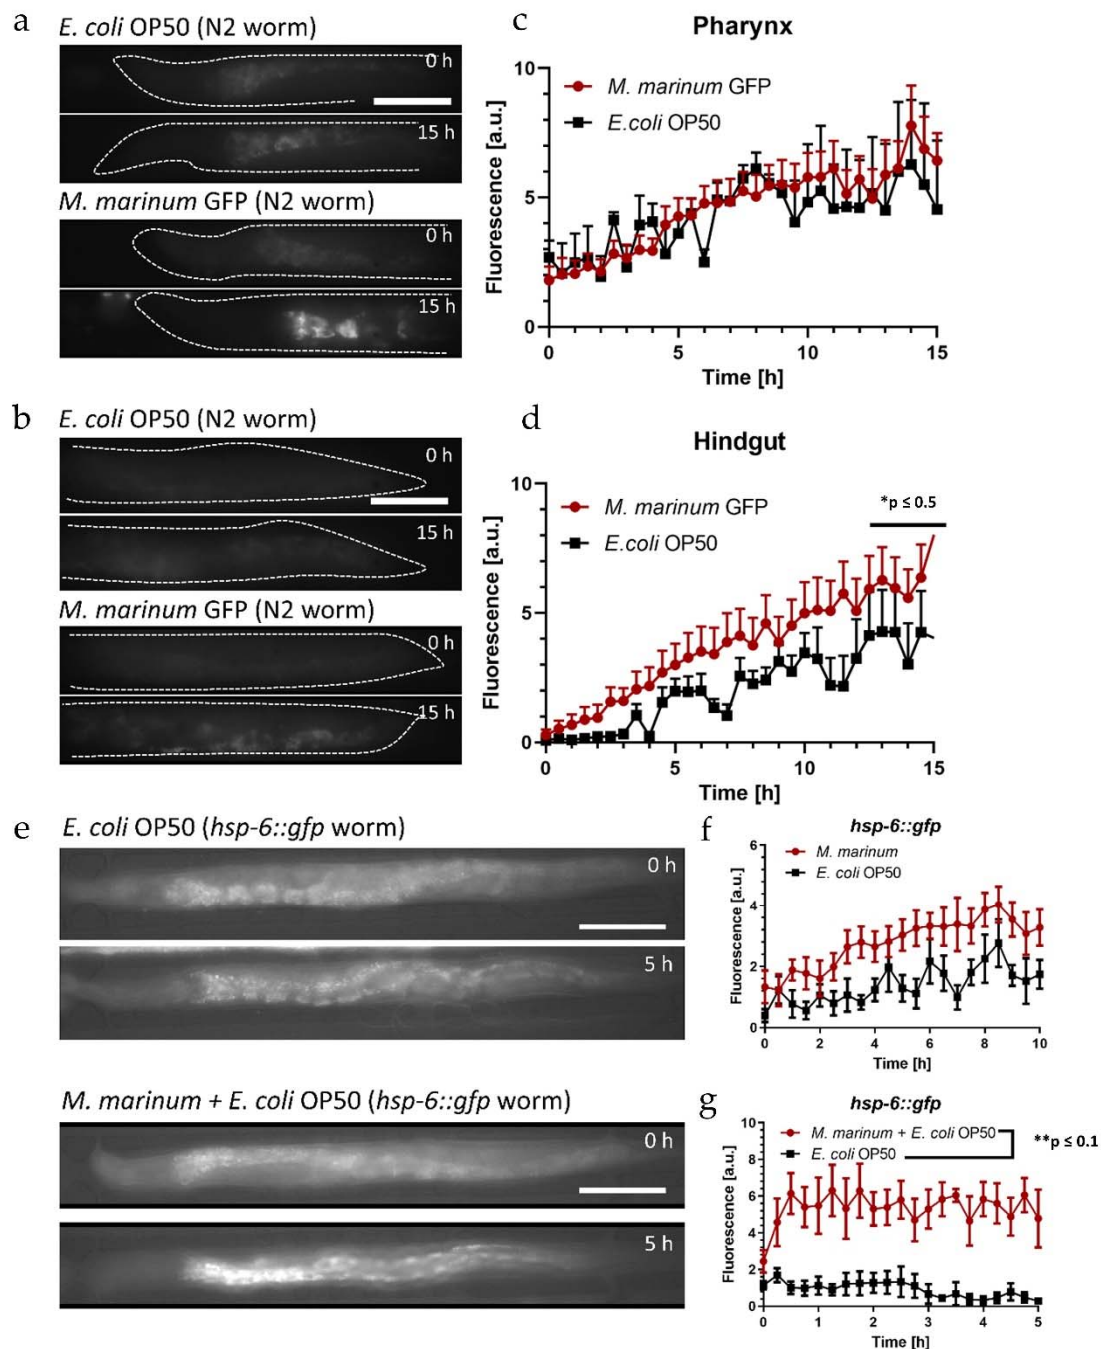 a
E. coli OP50 (N2 worm)
0 h
15 h
M. marinum GFP (N2 worm)
0 h
15 h
c
Pharynx
M. marinum GFP
E.coli OP50
Fluorescence [a.u.]
10
5
0
0 5 10 15
Time [h]
b
E. coli OP50 (N2 worm)
0 h
15 h
M. marinum GFP (N2 worm)
0 h
15 h
d
Hindgut
M. marinum GFP
E.coli OP50
*p ≤ 0.5
Fluorescence [a.u.]
10
5
0
0 5 10 15
Time [h]
e
E. coli OP50 (hsp-6::gfp worm)
0 h
5 h
M. marinum + E. coli OP50 (hsp-6::gfp worm)
0 h
5 h
f
hsp-6::gfp
M. marinum
E. coli OP50
Fluorescence [a.u.]
6
4
2
0
0 2 4 6 8 10
Time [h]
g
hsp-6::gfp
M. marinum + E. coli OP50
E. coli OP50
**p ≤ 0.1
Fluorescence [a.u.]
10
8
6
4
2
0
0 1 2 3 4 5
Time [h]